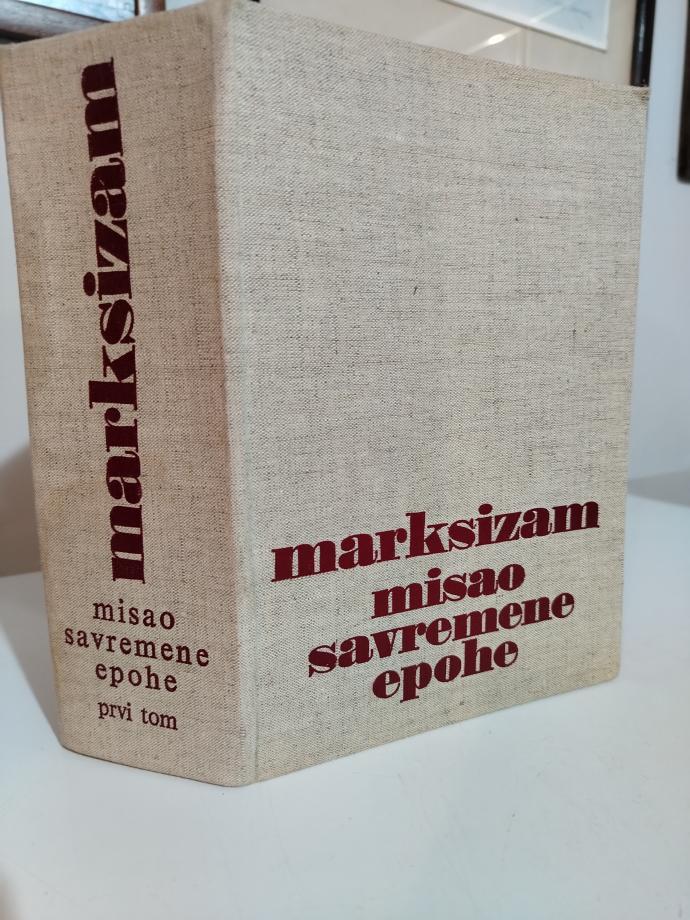 marksizam
misao
savremene
epohe
prvi tom
marksizam
misao
savremene
epohe